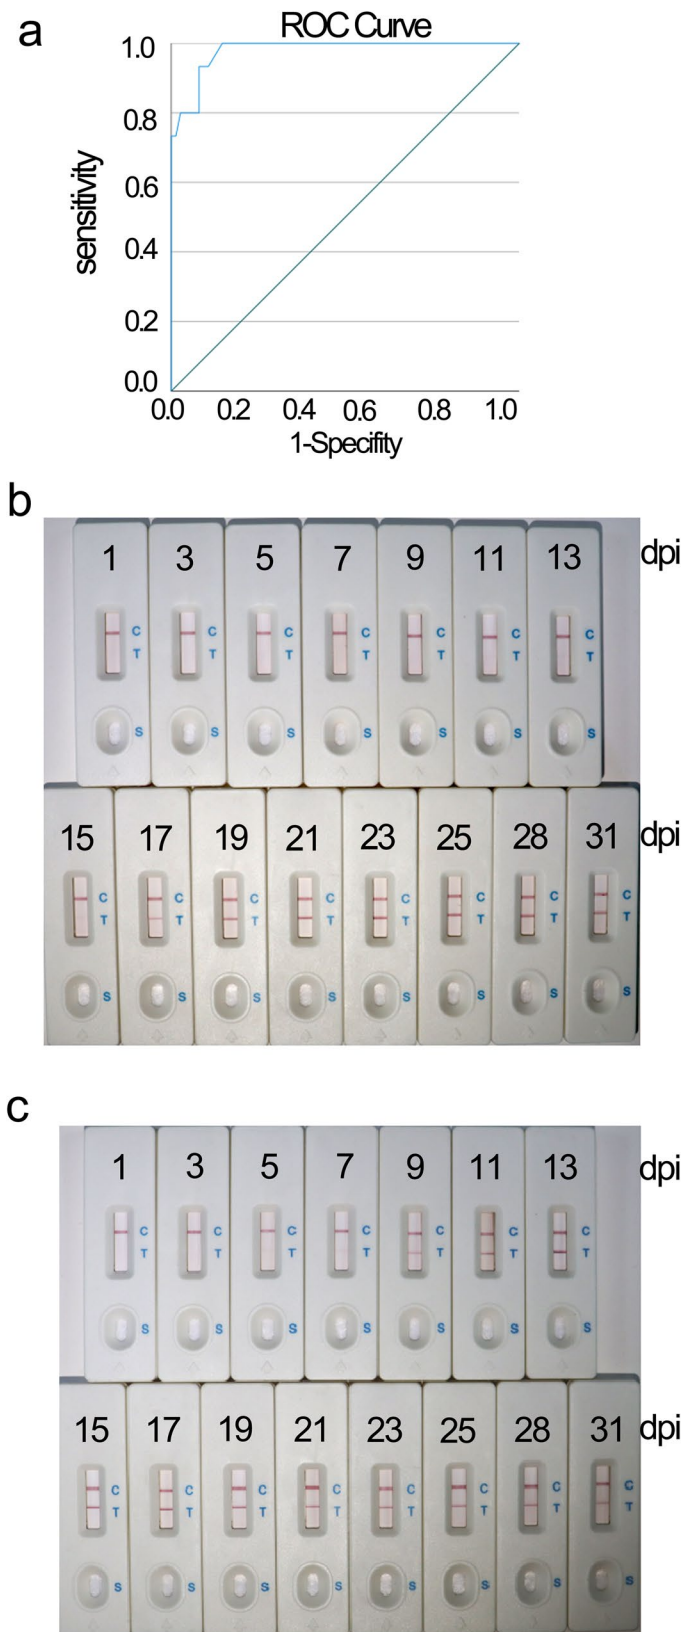 a
ROC Curve
1.0
0.8
0.6
0.4
0.2
0.0
sensitivity
0.0 0.2 0.4 0.6 0.8 1.0
1-Specifity
b
1 3 5 7 9 11 13 dpi
C C C C C C C
T T T T T T T
S S S S S S S
15 17 19 21 23 25 28 31 dpi
C C C C C C C C
T T T T T T T T
S S S S S S S S
c
1 3 5 7 9 11 13 dpi
C C C C C C C
T T T T T T T
S S S S S S S
15 17 19 21 23 25 28 31 dpi
C C C C C C C C
T T T T T T T T
S S S S S S S S